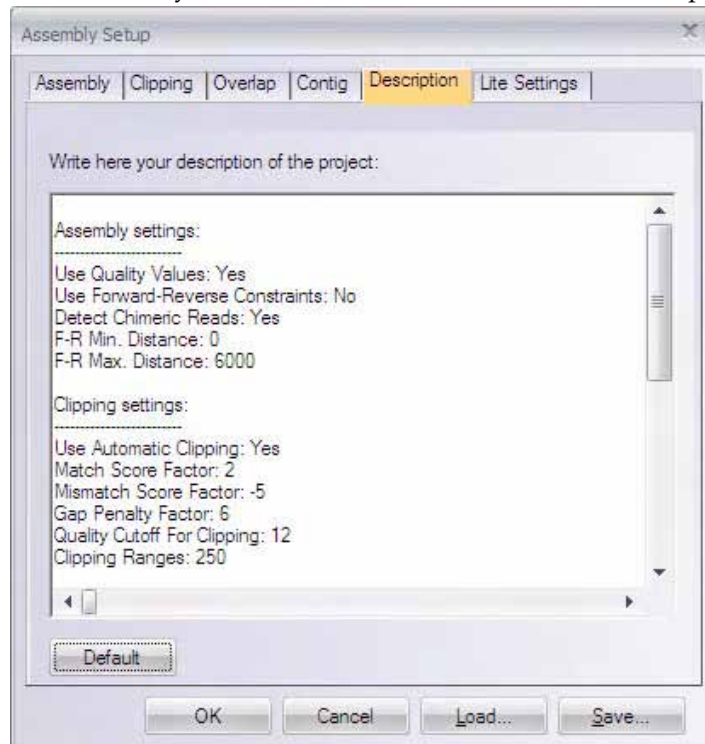 Assembly Setup
Assembly Clipping Overlap Contig Description Lite Settings
Write here your description of the project:
Assembly settings:
-------------------------
Use Quality Values: Yes
Use Forward-Reverse Constraints: No
Detect Chimeric Reads: Yes
F-R Min. Distance: 0
F-R Max. Distance: 6000
Clipping settings:
-------------------------
Use Automatic Clipping: Yes
Match Score Factor: 2
Mismatch Score Factor: -5
Gap Penalty Factor: 6
Quality Cutoff For Clipping: 12
Clipping Ranges: 250
Default
OK Cancel Load... Save...